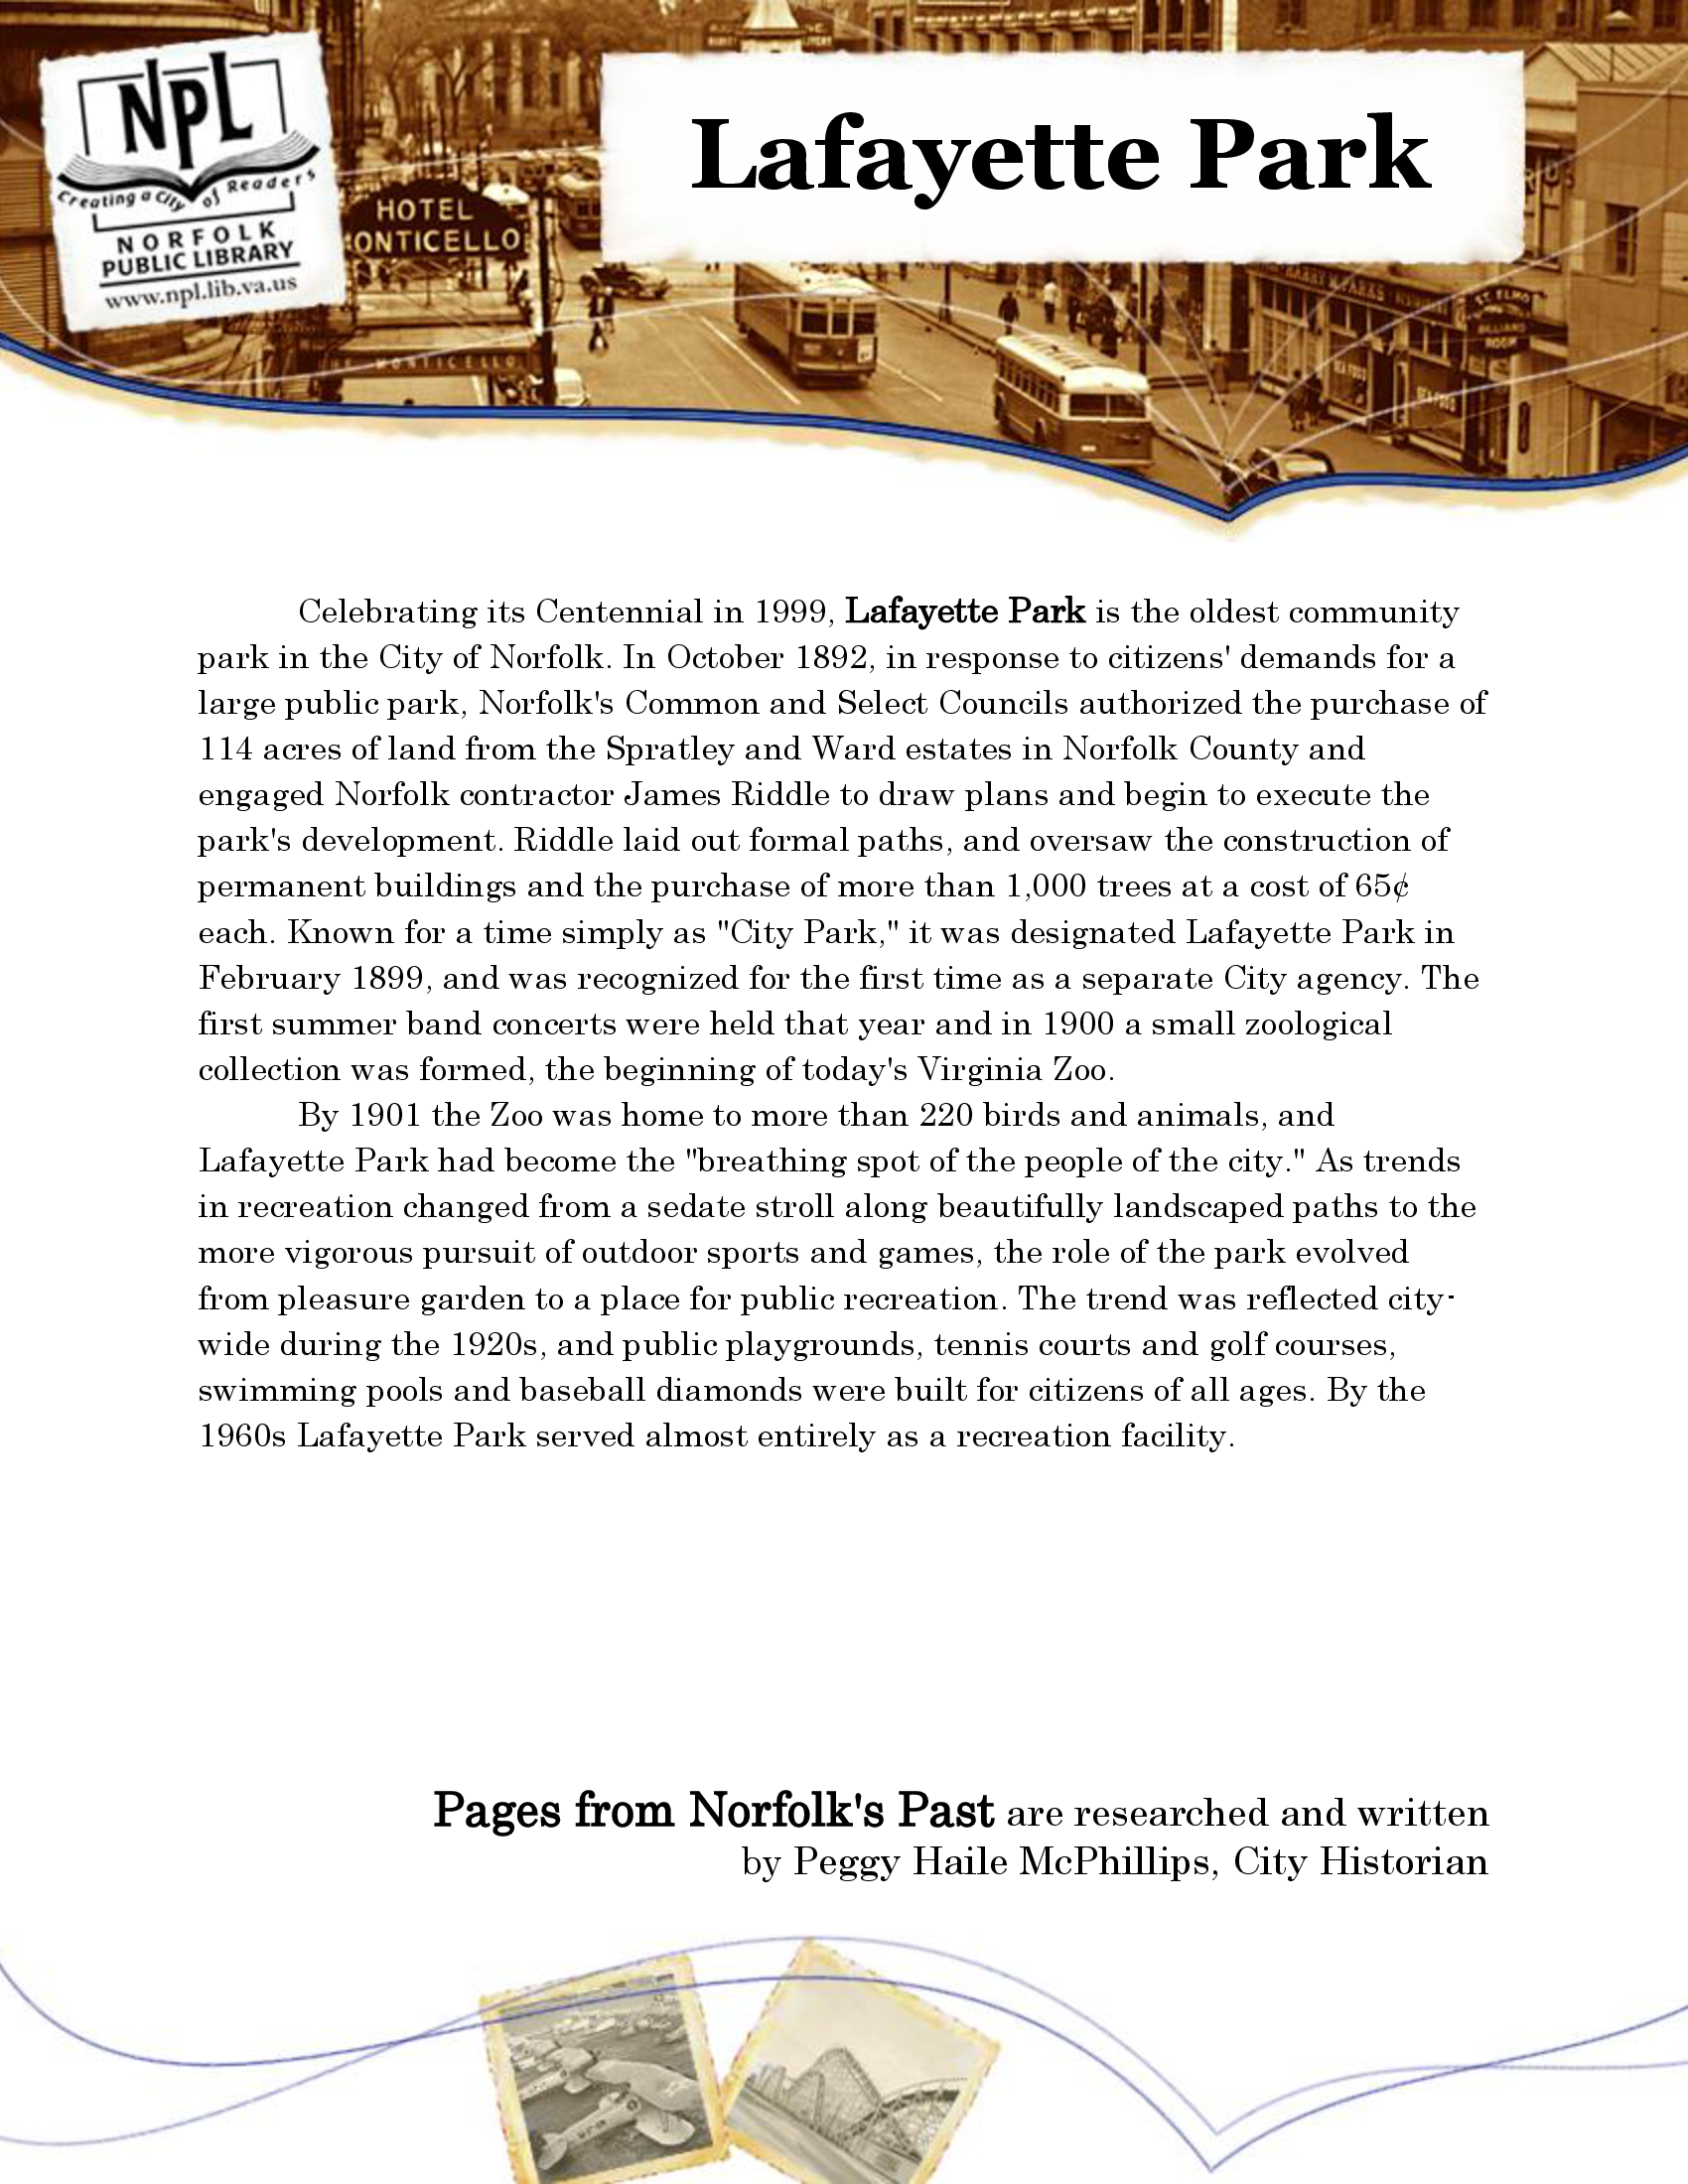 NPL
Creating a City of Readers
NORFOLK
PUBLIC LIBRARY
www.npl.lib.va.us
HOTEL
ONTICELLO
MONTICELLO
Lafayette Park
ST. ELMO
BILLIARD
ROOM
SEA FOOD
SEA FOOD
Celebrating its Centennial in 1999, Lafayette Park is the oldest community
park in the City of Norfolk. In October 1892, in response to citizens' demands for a
large public park, Norfolk's Common and Select Councils authorized the purchase of
114 acres of land from the Spratley and Ward estates in Norfolk County and
engaged Norfolk contractor James Riddle to draw plans and begin to execute the
park's development. Riddle laid out formal paths, and oversaw the construction of
permanent buildings and the purchase of more than 1,000 trees at a cost of 65¢
each. Known for a time simply as "City Park," it was designated Lafayette Park in
February 1899, and was recognized for the first time as a separate City agency. The
first summer band concerts were held that year and in 1900 a small zoological
collection was formed, the beginning of today's Virginia Zoo.
By 1901 the Zoo was home to more than 220 birds and animals, and
Lafayette Park had become the "breathing spot of the people of the city." As trends
in recreation changed from a sedate stroll along beautifully landscaped paths to the
more vigorous pursuit of outdoor sports and games, the role of the park evolved
from pleasure garden to a place for public recreation. The trend was reflected city-
wide during the 1920s, and public playgrounds, tennis courts and golf courses,
swimming pools and baseball diamonds were built for citizens of all ages. By the
1960s Lafayette Park served almost entirely as a recreation facility.
Pages from Norfolk's Past are researched and written
by Peggy Haile McPhillips, City Historian